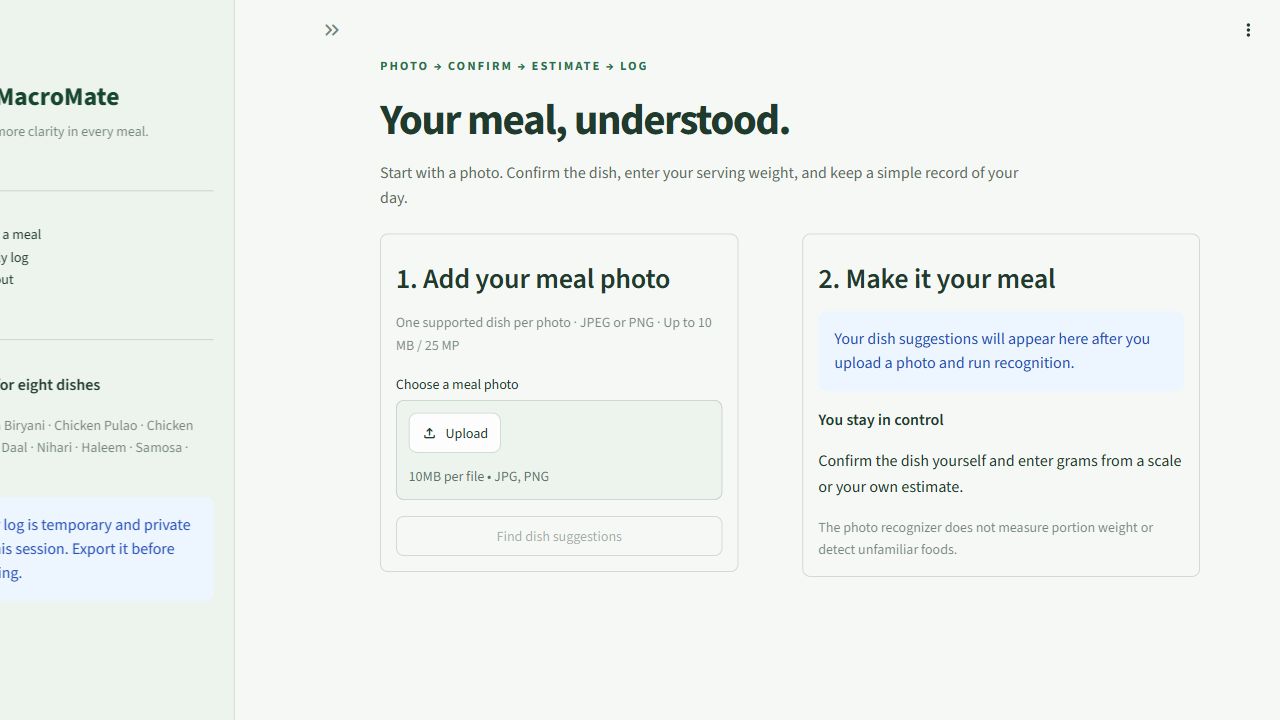 MacroMate
more clarity in every meal.
a meal
log
for eight dishes
Biryani · Chicken Pulao · Chicken
Daal · Nihari · Haleem · Samosa ·
log is temporary and private
session. Export it before
PHOTO → CONFIRM → ESTIMATE → LOG
Your meal, understood.
Start with a photo. Confirm the dish, enter your serving weight, and keep a simple record of your
day.
1. Add your meal photo
One supported dish per photo · JPEG or PNG · Up to 10
MB / 25 MP
Choose a meal photo
Upload
10MB per file • JPG, PNG
Find dish suggestions
2. Make it your meal
Your dish suggestions will appear here after you
upload a photo and run recognition.
You stay in control
Confirm the dish yourself and enter grams from a scale
or your own estimate.
The photo recognizer does not measure portion weight or
detect unfamiliar foods.